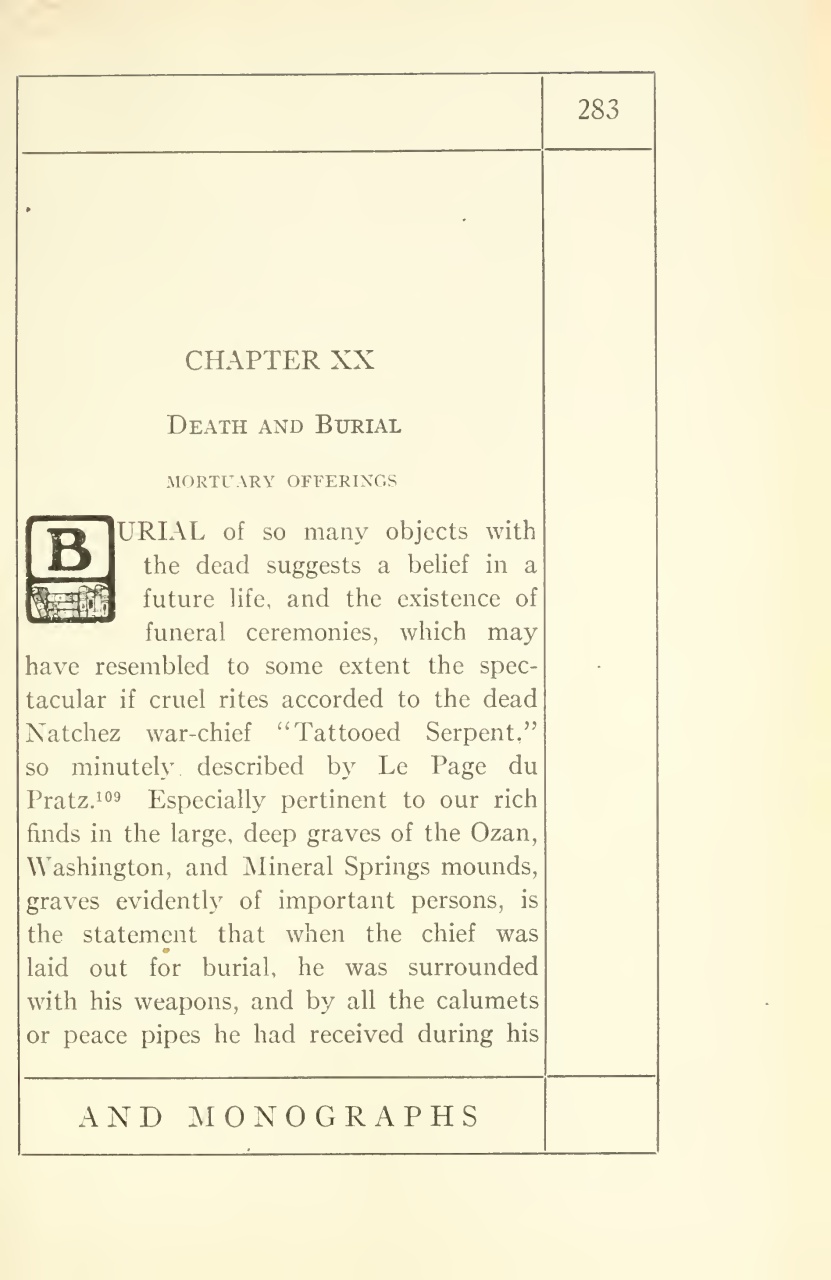 283
CHAPTER XX
DEATH AND BURIAL
MORTUARY OFFERINGS
BURIAL of so many objects with
the dead suggests a belief in a
future life, and the existence of
funeral ceremonies, which may
have resembled to some extent the spec-
tacular if cruel rites accorded to the dead
Natchez war-chief “Tattooed Serpent,”
so minutely described by Le Page du
Pratz.¹⁰⁹ Especially pertinent to our rich
finds in the large, deep graves of the Ozan,
Washington, and Mineral Springs mounds,
graves evidently of important persons, is
the statement that when the chief was
laid out for burial, he was surrounded
with his weapons, and by all the calumets
or peace pipes he had received during his
AND MONOGRAPHS